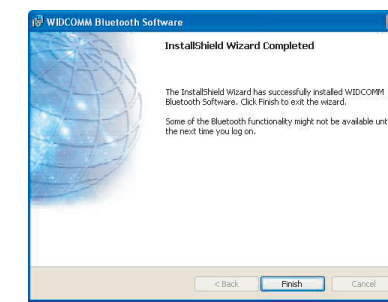 WIDCOMM Bluetooth Software
InstallShield Wizard Completed
The InstallShield Wizard has successfully installed WIDCOMM
Bluetooth Software. Click Finish to exit the wizard.
Some of the Bluetooth functionality might not be available unt
the next time you log on.
< Back Finish Cancel